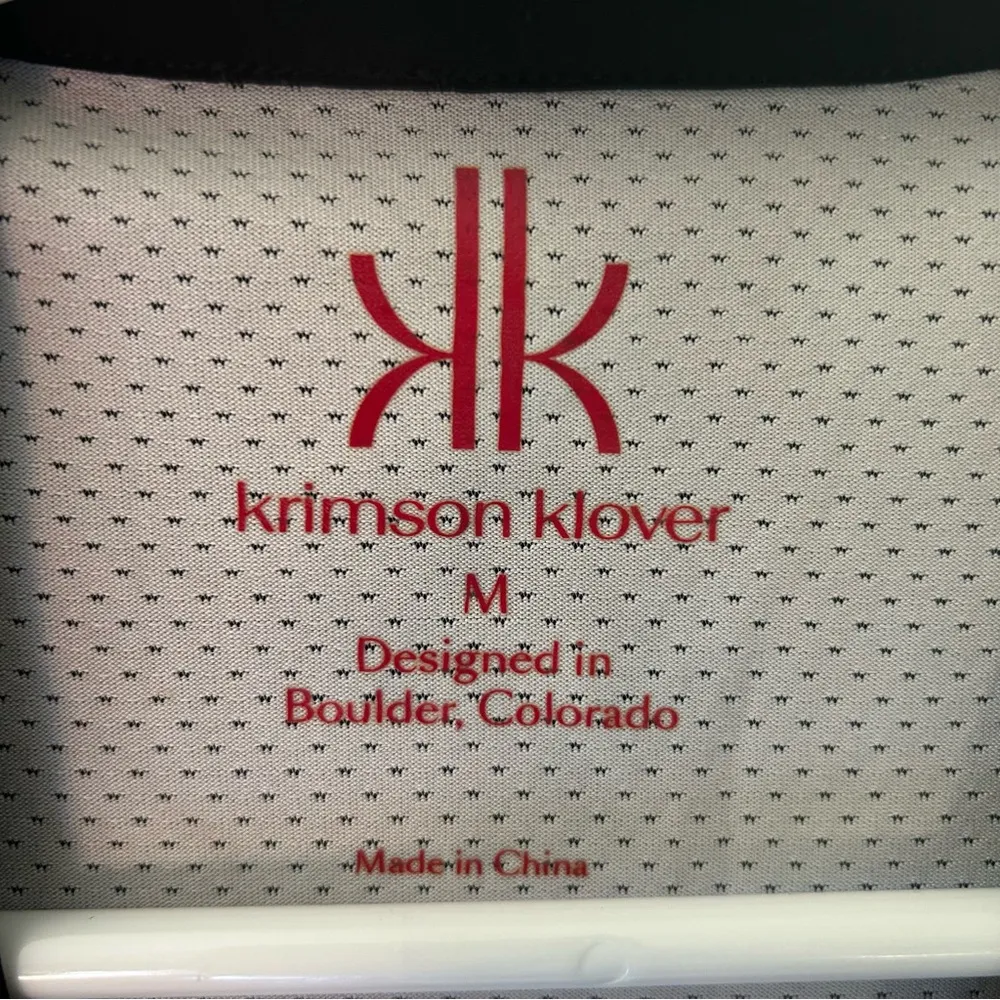 krimson klover
M
Designed in
Boulder, Colorado
Made in China